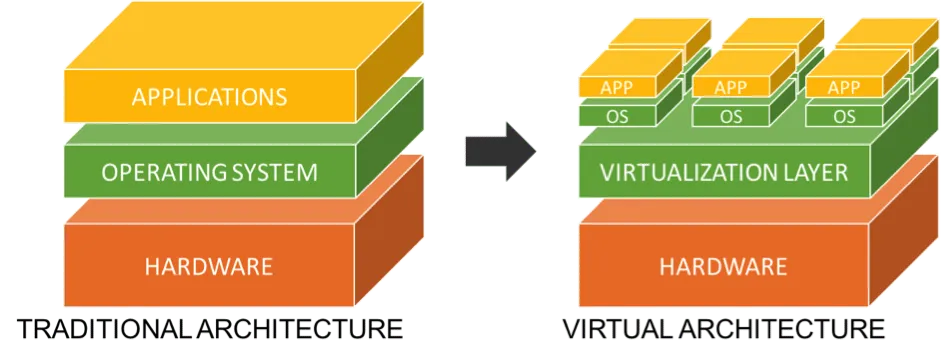 APPLICATIONS
OPERATING SYSTEM
HARDWARE
TRADITIONAL ARCHITECTURE
APP APP APP
OS OS OS
VIRTUALIZATION LAYER
HARDWARE
VIRTUAL ARCHITECTURE